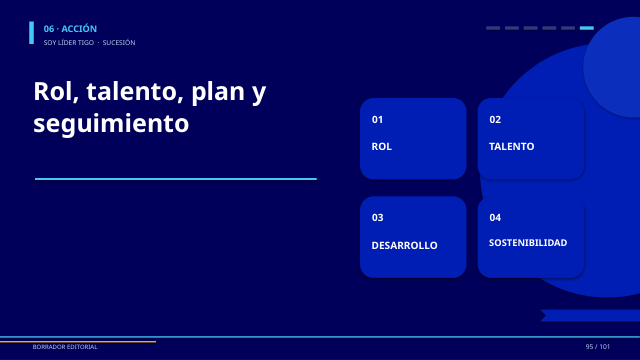 06 · ACCIÓN
SOY LÍDER TIGO · SUCESIÓN
Rol, talento, plan y
seguimiento
01
ROL
02
TALENTO
03
DESARROLLO
04
SOSTENIBILIDAD
BORRADOR EDITORIAL
95 / 101